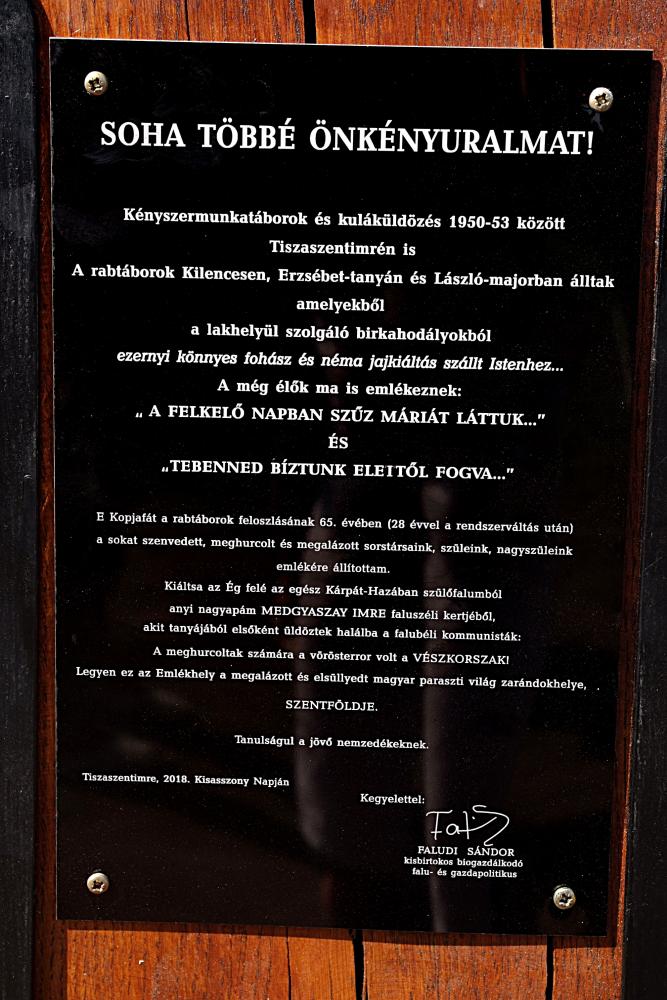 SOHA TÖBBÉ ÖNKÉNYURALMAT!
Kényszermunkatáborok és kuláküldözés 1950-53 között
Tiszaszentimrén is
A rabtáborok Kilencesen, Erzsébet-tanyán és László-majorban álltak
amelyekből
a lakhelyül szolgáló birkahodályokból
ezernyi könnyes fohász és néma jajkiáltás szállt Istenhez...
A még élők ma is emlékeznek:
„ A FELKELŐ NAPBAN SZŰZ MÁRIÁT LÁTTUK..."
ÉS
„TEBENNED BÍZTUNK ELEITŐL FOGVA..."
E Kopjafát a rabtáborok feloszlásának 65. évében (28 évvel a rendszerváltás után)
a sokat szenvedett, meghurcolt és megalázott sorstársaink, szüleink, nagyszüleink
emlékére állítottam.
Kiáltsa az Ég felé az egész Kárpát-Hazában szülőfalumból
anyi nagyapám MEDGYASZAY IMRE faluszéli kertjéből,
akit tanyájából elsőként üldöztek halálba a falubéli kommunisták:
A meghurcoltak számára a vörösterror volt a VÉSZKORSZAK!
Legyen ez az Emlékhely a megalázott és elsüllyedt magyar paraszti világ zarándokhelye, .
SZENTFÖLDJE.
Tanulságul a jövő nemzedékeknek.
Tiszaszentimre, 2018. Kisasszony Napján
Kegyelettel:
FALUDI SÁNDOR
kisbirtokos biogazdálkodó
falu- és gazdapolitikus